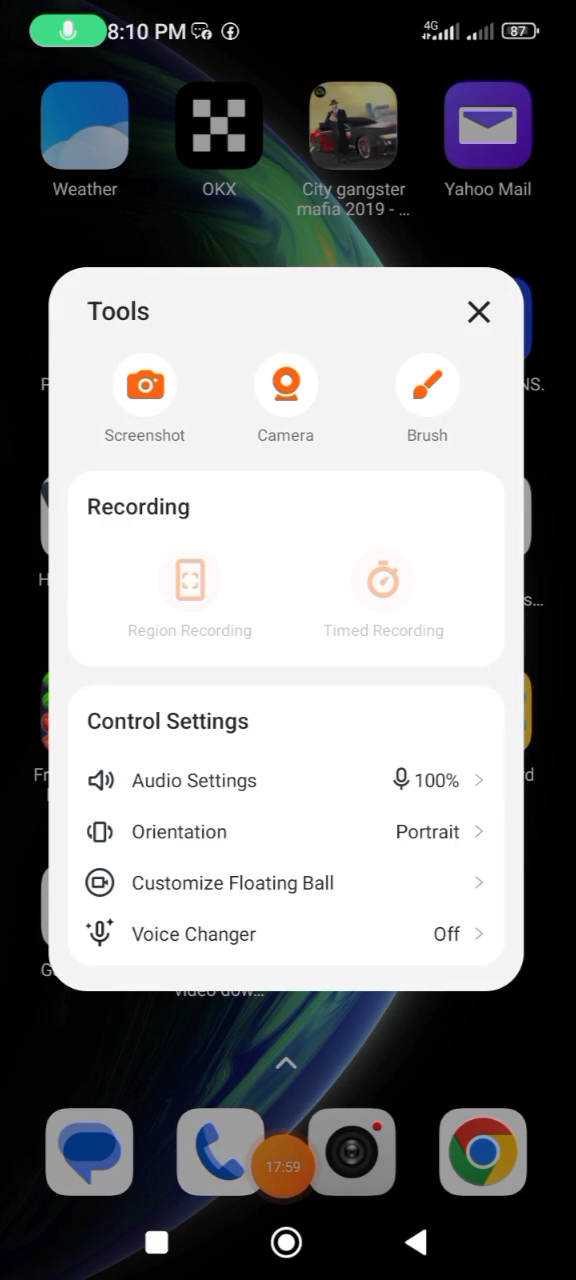 8:10 PM
4G
87
Weather
OKX
City gangster
mafia 2019 - ...
Yahoo Mail
Tools
Screenshot
Camera
Brush
Recording
Region Recording
Timed Recording
Control Settings
Audio Settings
100%
Orientation
Portrait
Customize Floating Ball
Voice Changer
Off
17:59